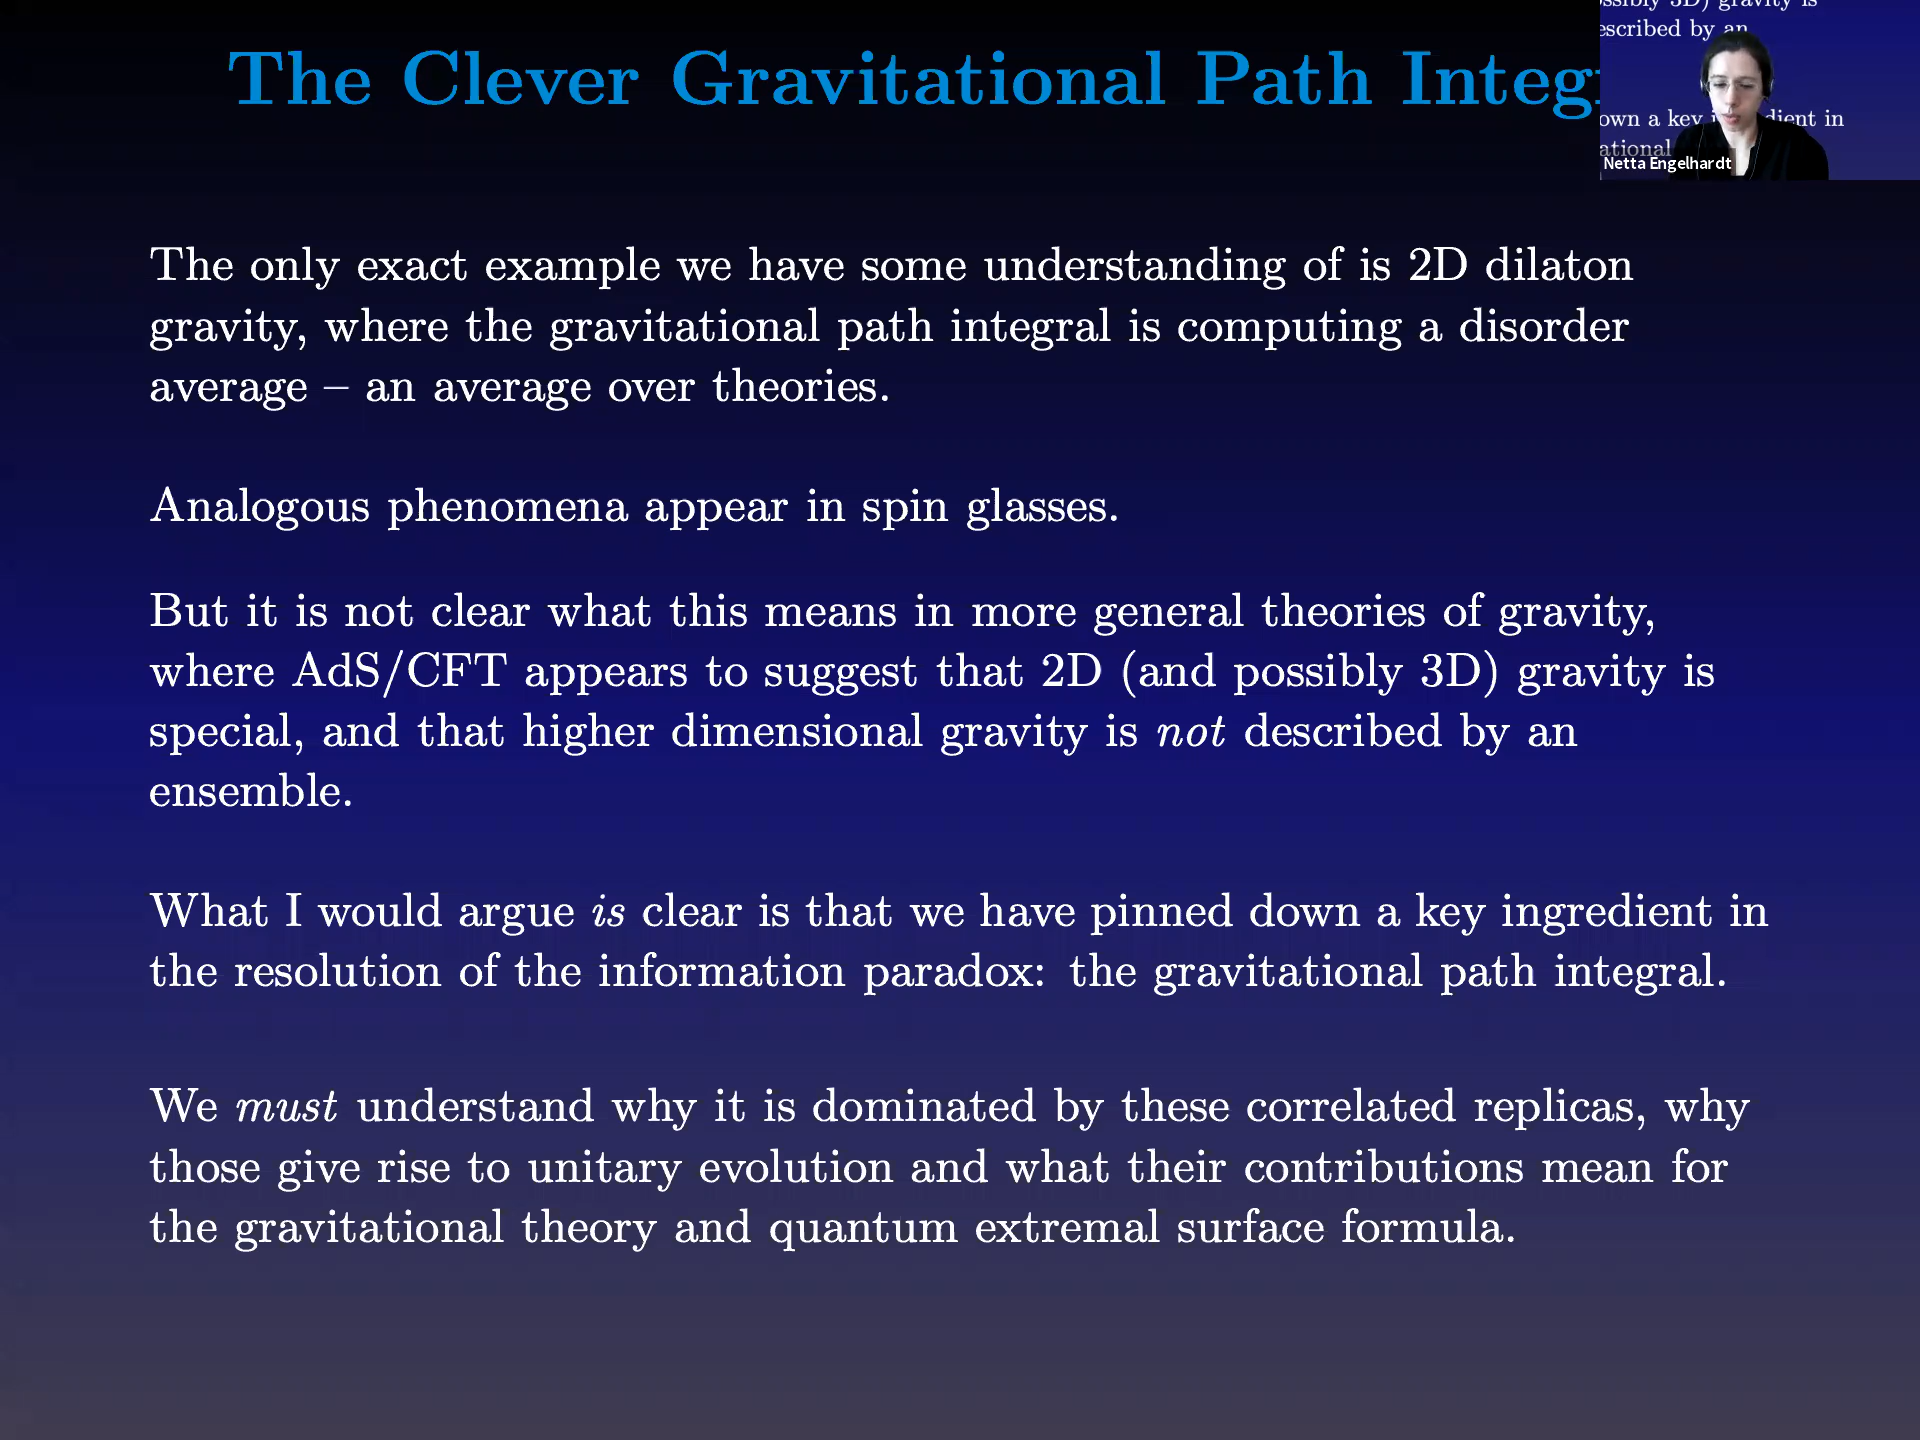 The Clever Gravitational Path
The only exact example we have some understanding of is 2D dilaton
gravity, where the gravitational path integral is computing a disorder
average – an average over theories.
Analogous phenomena appear in spin glasses.
But it is not clear what this means in more general theories of gravity,
where AdS/CFT appears to suggest that 2D (and possibly 3D) gravity is
special, and that higher dimensional gravity is not described by an
ensemble.
What I would argue is clear is that we have pinned down a key ingredient in
the resolution of the information paradox: the gravitational path integral.
We must understand why it is dominated by these correlated replicas, why
those give rise to unitary evolution and what their contributions mean for
the gravitational theory and quantum extremal surface formula.
by an
a key in
Netta Engelhardt